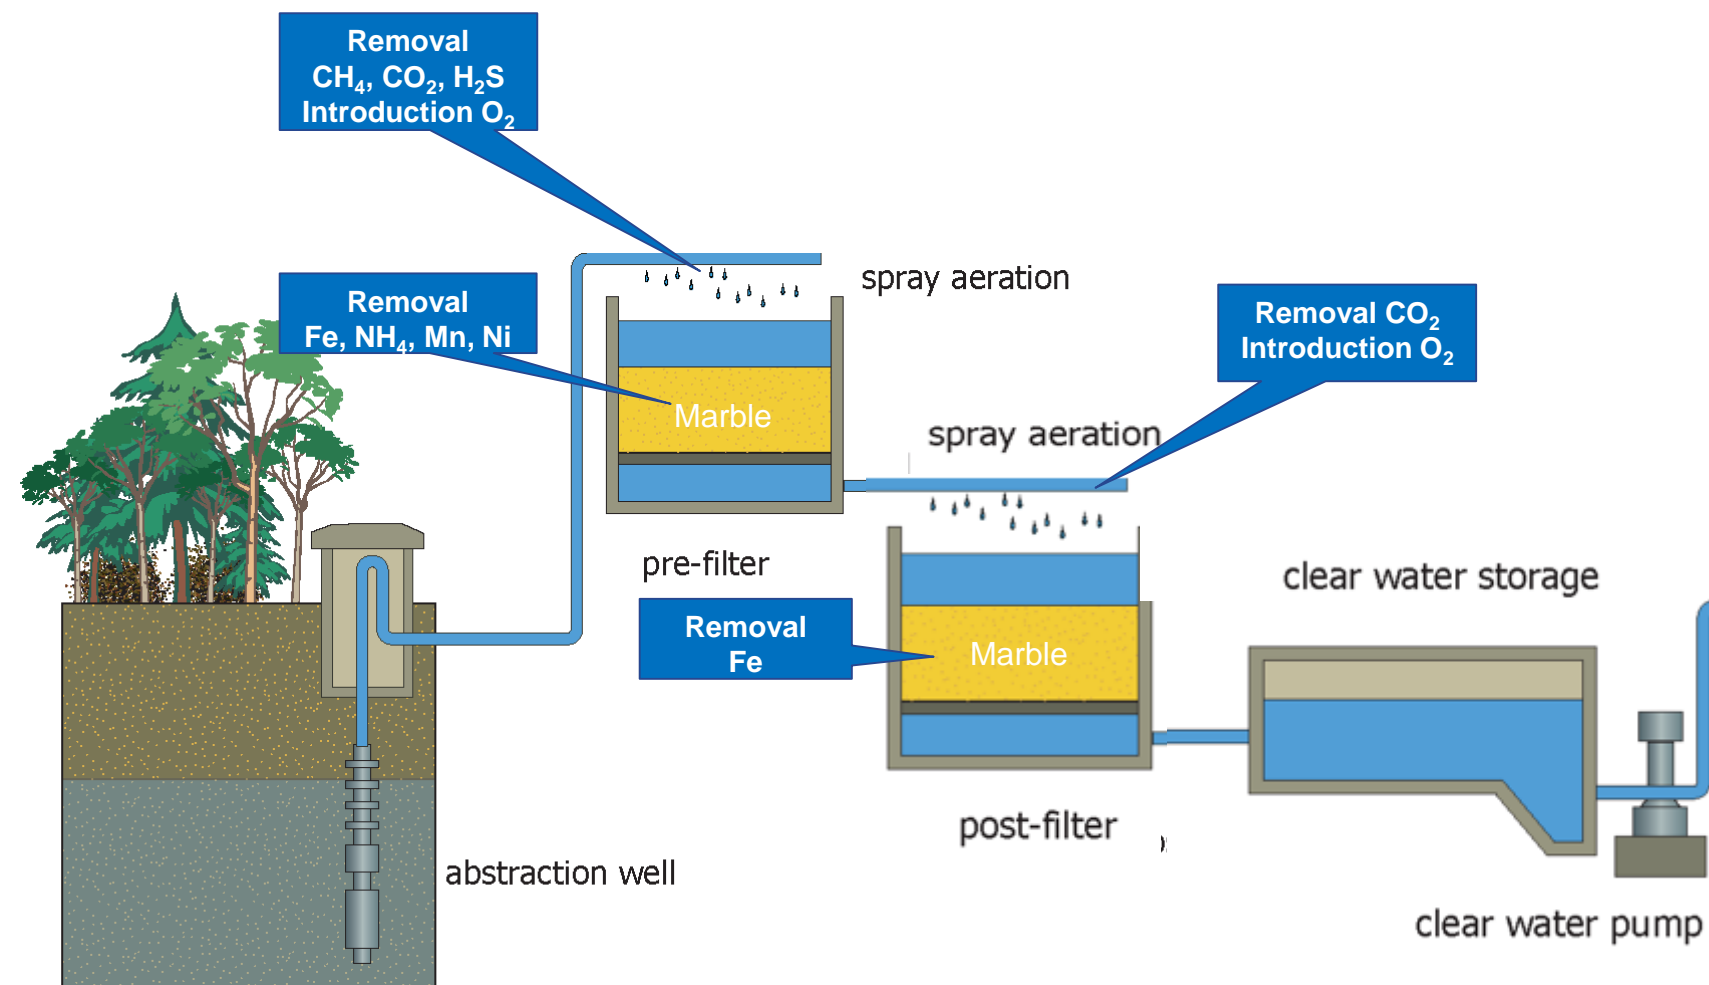 Removal
CH₄, CO₂, H₂S
Introduction O₂
spray aeration
Removal
Fe, NH₄, Mn, Ni
Removal CO₂
Introduction O₂
Marble
spray aeration
pre-filter
clear water storage
Removal
Fe
Marble
post-filter
abstraction well
clear water pump